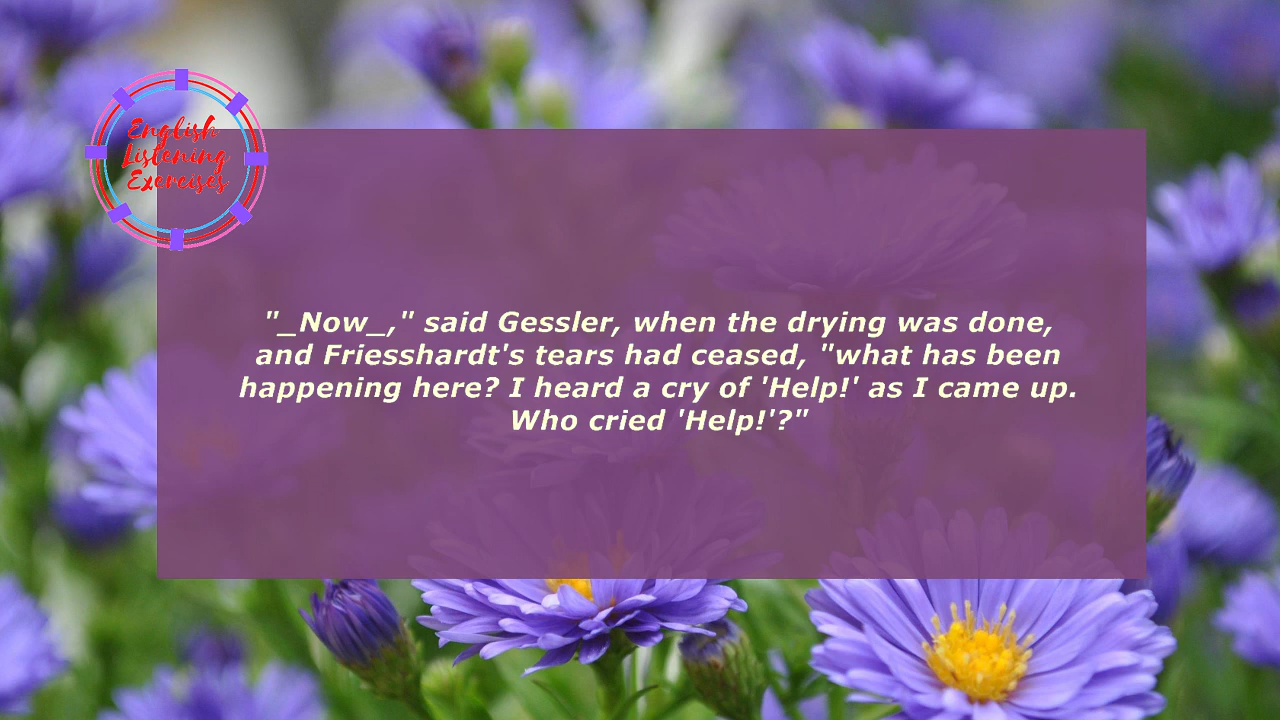 English
Listening
Exercises
"_Now_," said Gessler, when the drying was done,
and Friesshardt's tears had ceased, "what has been
happening here? I heard a cry of 'Help!' as I came up.
Who cried 'Help!'?"